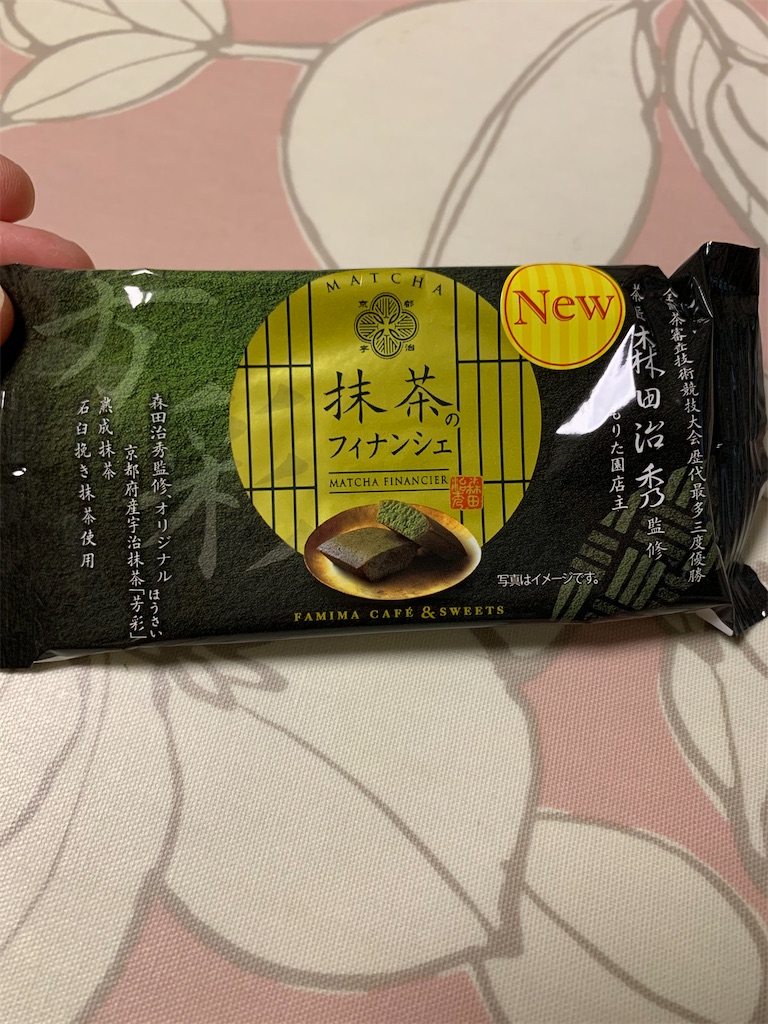 MATCHA
京都
宇治
抹茶の
フィナンシェ
MATCHA FINANCIER
New
茶審査技術競技大会歴代最多三度優勝
茶匠 森田治秀 監修
もりた園店主
森田治秀監修、オリジナル
京都府産宇治抹茶「芳彩」
ほうさい
熟成抹茶
石臼挽き抹茶使用
芳彩
写真はイメージです。
FAMIMA CAFÉ & SWEETS